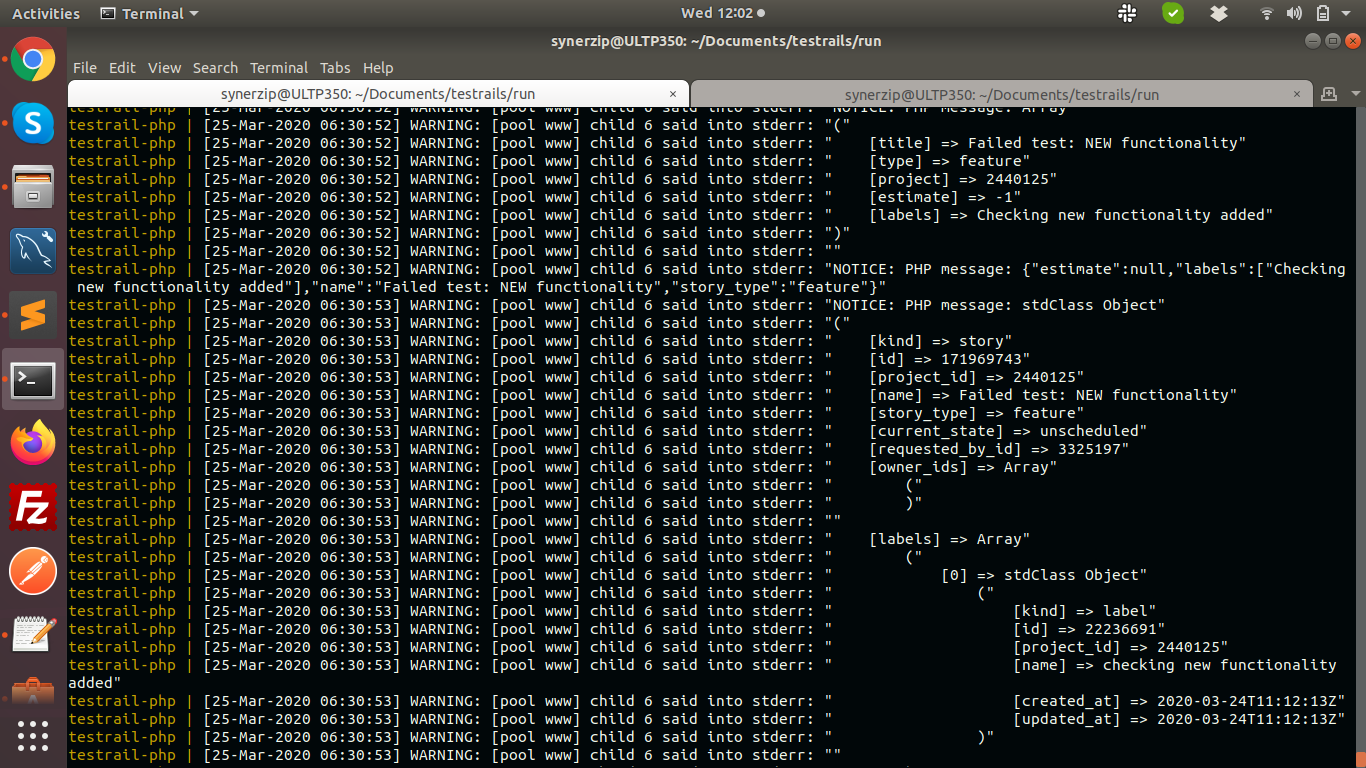 Activities
Terminal
Wed 12:02
synerzip@ULTP350: ~/Documents/testrails/run
File Edit View Search Terminal Tabs Help
synerzip@ULTP350: ~/Documents/testrails/run ×
synerzip@ULTP350: ~/Documents/testrails/run ×
testrail-php | [25-Mar-2020 06:30:52] WARNING: [pool www] child 6 said into stderr: "NOTICE: PHP message: Array"
testrail-php | [25-Mar-2020 06:30:52] WARNING: [pool www] child 6 said into stderr: "("
testrail-php | [25-Mar-2020 06:30:52] WARNING: [pool www] child 6 said into stderr: "    [title] => Failed test: NEW functionality"
testrail-php | [25-Mar-2020 06:30:52] WARNING: [pool www] child 6 said into stderr: "    [type] => feature"
testrail-php | [25-Mar-2020 06:30:52] WARNING: [pool www] child 6 said into stderr: "    [project] => 2440125"
testrail-php | [25-Mar-2020 06:30:52] WARNING: [pool www] child 6 said into stderr: "    [estimate] => -1"
testrail-php | [25-Mar-2020 06:30:52] WARNING: [pool www] child 6 said into stderr: "    [labels] => Checking new functionality added"
testrail-php | [25-Mar-2020 06:30:52] WARNING: [pool www] child 6 said into stderr: ")"
testrail-php | [25-Mar-2020 06:30:52] WARNING: [pool www] child 6 said into stderr: ""
testrail-php | [25-Mar-2020 06:30:52] WARNING: [pool www] child 6 said into stderr: "NOTICE: PHP message: {"estimate":null,"labels":["Checking
 new functionality added"],"name":"Failed test: NEW functionality","story_type":"feature"}"
testrail-php | [25-Mar-2020 06:30:53] WARNING: [pool www] child 6 said into stderr: "NOTICE: PHP message: stdClass Object"
testrail-php | [25-Mar-2020 06:30:53] WARNING: [pool www] child 6 said into stderr: "("
testrail-php | [25-Mar-2020 06:30:53] WARNING: [pool www] child 6 said into stderr: "    [kind] => story"
testrail-php | [25-Mar-2020 06:30:53] WARNING: [pool www] child 6 said into stderr: "    [id] => 171969743"
testrail-php | [25-Mar-2020 06:30:53] WARNING: [pool www] child 6 said into stderr: "    [project_id] => 2440125"
testrail-php | [25-Mar-2020 06:30:53] WARNING: [pool www] child 6 said into stderr: "    [name] => Failed test: NEW functionality"
testrail-php | [25-Mar-2020 06:30:53] WARNING: [pool www] child 6 said into stderr: "    [story_type] => feature"
testrail-php | [25-Mar-2020 06:30:53] WARNING: [pool www] child 6 said into stderr: "    [current_state] => unscheduled"
testrail-php | [25-Mar-2020 06:30:53] WARNING: [pool www] child 6 said into stderr: "    [requested_by_id] => 3325197"
testrail-php | [25-Mar-2020 06:30:53] WARNING: [pool www] child 6 said into stderr: "    [owner_ids] => Array"
testrail-php | [25-Mar-2020 06:30:53] WARNING: [pool www] child 6 said into stderr: "        ("
testrail-php | [25-Mar-2020 06:30:53] WARNING: [pool www] child 6 said into stderr: "        )"
testrail-php | [25-Mar-2020 06:30:53] WARNING: [pool www] child 6 said into stderr: ""
testrail-php | [25-Mar-2020 06:30:53] WARNING: [pool www] child 6 said into stderr: "    [labels] => Array"
testrail-php | [25-Mar-2020 06:30:53] WARNING: [pool www] child 6 said into stderr: "        ("
testrail-php | [25-Mar-2020 06:30:53] WARNING: [pool www] child 6 said into stderr: "            [0] => stdClass Object"
testrail-php | [25-Mar-2020 06:30:53] WARNING: [pool www] child 6 said into stderr: "                ("
testrail-php | [25-Mar-2020 06:30:53] WARNING: [pool www] child 6 said into stderr: "                    [kind] => label"
testrail-php | [25-Mar-2020 06:30:53] WARNING: [pool www] child 6 said into stderr: "                    [id] => 22236691"
testrail-php | [25-Mar-2020 06:30:53] WARNING: [pool www] child 6 said into stderr: "                    [project_id] => 2440125"
testrail-php | [25-Mar-2020 06:30:53] WARNING: [pool www] child 6 said into stderr: "                    [name] => checking new functionality
added"
testrail-php | [25-Mar-2020 06:30:53] WARNING: [pool www] child 6 said into stderr: "                    [created_at] => 2020-03-24T11:12:13Z"
testrail-php | [25-Mar-2020 06:30:53] WARNING: [pool www] child 6 said into stderr: "                    [updated_at] => 2020-03-24T11:12:13Z"
testrail-php | [25-Mar-2020 06:30:53] WARNING: [pool www] child 6 said into stderr: "                )"
testrail-php | [25-Mar-2020 06:30:53] WARNING: [pool www] child 6 said into stderr: ""